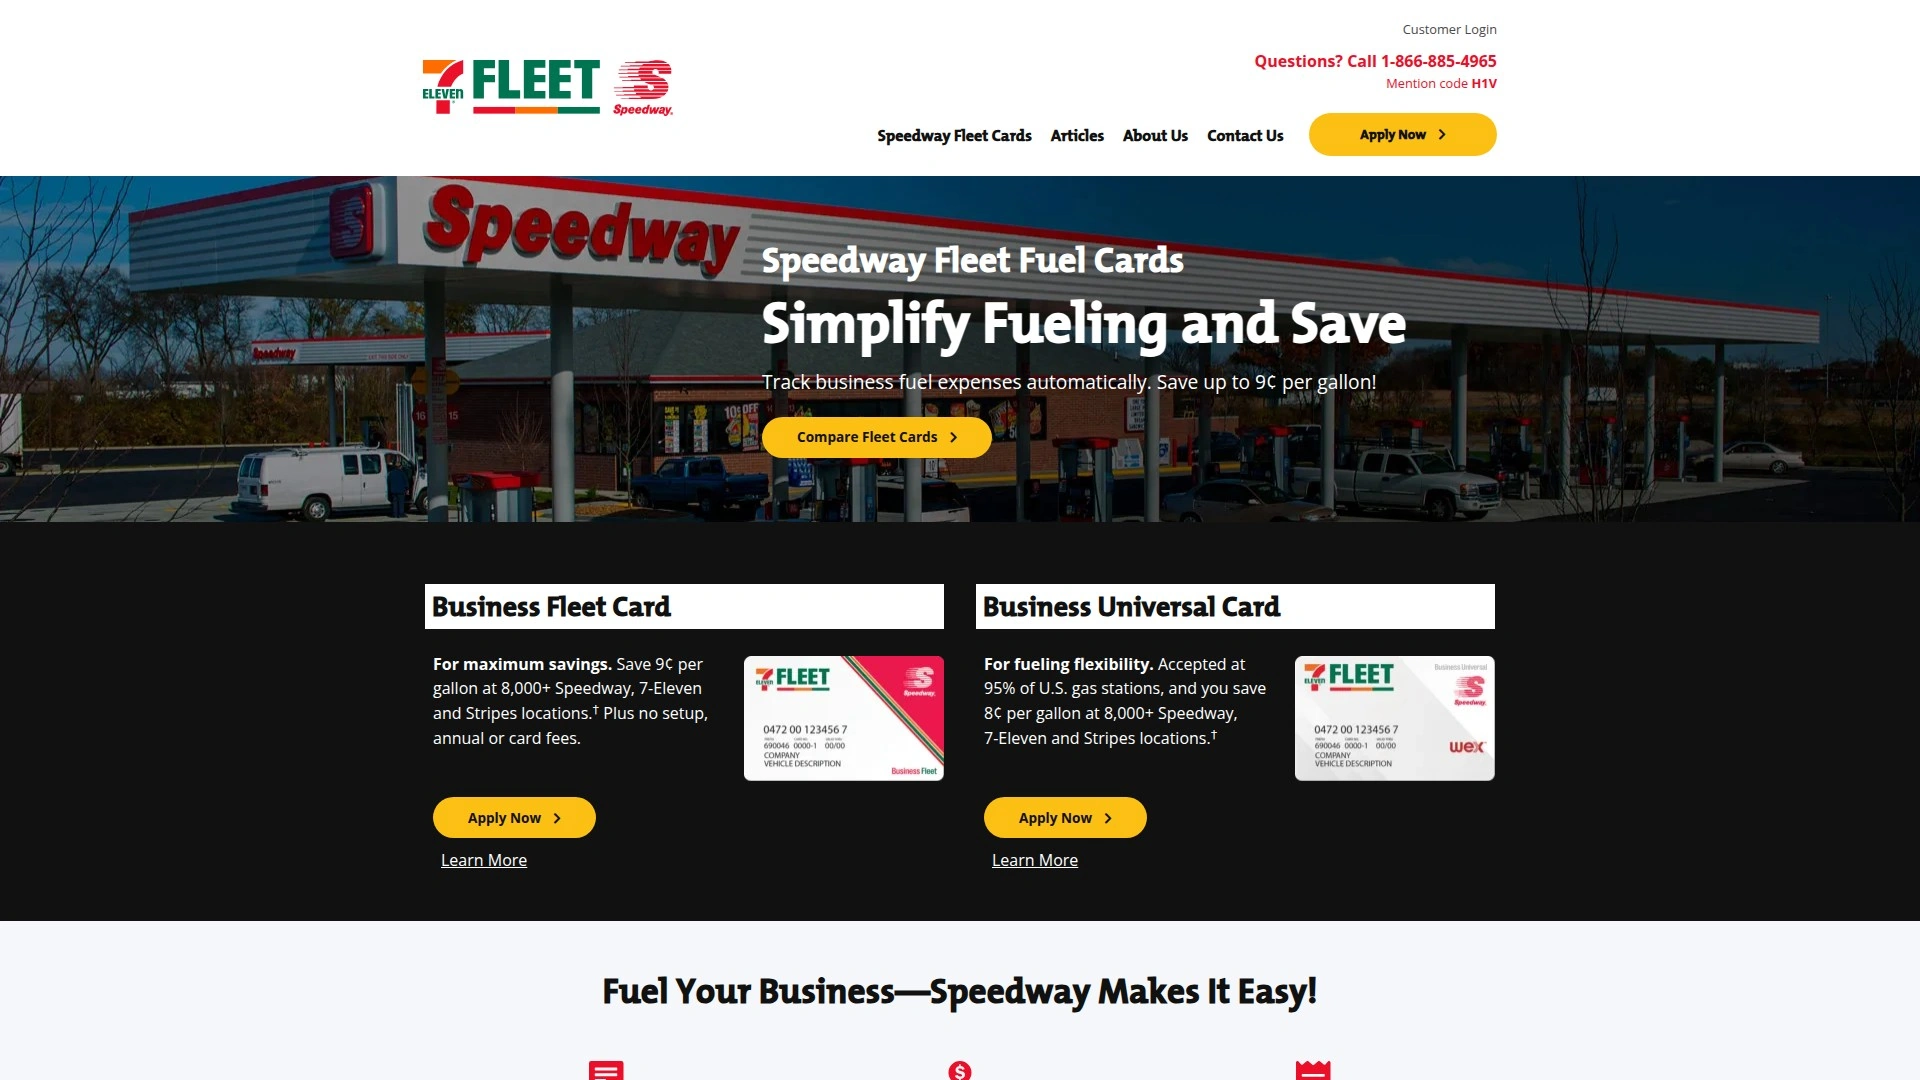 Customer Login
Questions? Call 1-866-885-4965
Mention code H1V
7 ELEVEN FLEET Speedway
Speedway Fleet Cards Articles About Us Contact Us Apply Now
Speedway
Speedway Fleet Fuel Cards
Simplify Fueling and Save
Speedway
Track business fuel expenses automatically. Save up to 9¢ per gallon!
16 15
10¢ OFF
Compare Fleet Cards
Business Fleet Card
For maximum savings. Save 9¢ per
gallon at 8,000+ Speedway, 7-Eleven
and Stripes locations.† Plus no setup,
annual or card fees.
7 ELEVEN FLEET Speedway
0472 00 123456 7
690046 0000-1 00/00
COMPANY
VEHICLE DESCRIPTION
Business Fleet
Apply Now
Learn More
Business Universal Card
For fueling flexibility. Accepted at
95% of U.S. gas stations, and you save
8¢ per gallon at 8,000+ Speedway,
7-Eleven and Stripes locations.†
7 ELEVEN FLEET Business Universal
Speedway
0472 00 123456 7
690046 0000-1 00/00
COMPANY
VEHICLE DESCRIPTION
wex
Apply Now
Learn More
Fuel Your Business—Speedway Makes It Easy!